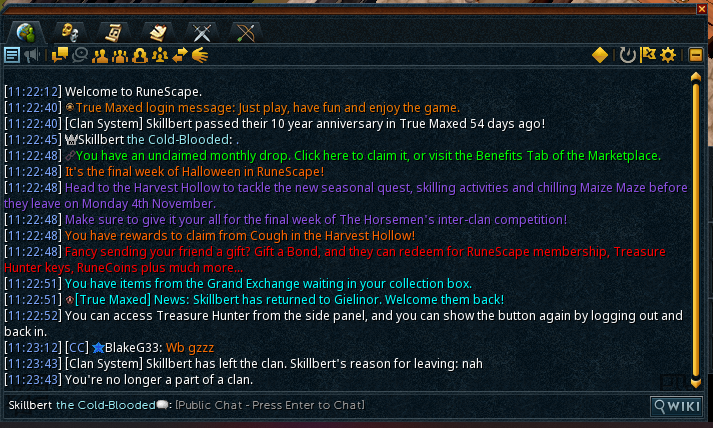 [11:22:12] Welcome to RuneScape.
[11:22:40] True Maxed login message: Just play, have fun and enjoy the game.
[11:22:40] [Clan System] Skillbert passed their 10 year anniversary in True Maxed 54 days ago!
[11:22:45] Skillbert the Cold-Blooded: .
[11:22:48] You have an unclaimed monthly drop. Click here to claim it, or visit the Benefits Tab of the Marketplace.
[11:22:48] It's the final week of Halloween in RuneScape!
[11:22:48] Head to the Harvest Hollow to tackle the new seasonal quest, skilling activities and chilling Maize Maze before
they leave on Monday 4th November.
[11:22:48] Make sure to give it your all for the final week of The Horsemen's inter-clan competition!
[11:22:48] You have rewards to claim from Cough in the Harvest Hollow!
[11:22:48] Fancy sending your friend a gift? Gift a Bond, and they can redeem for RuneScape membership, Treasure
Hunter keys, RuneCoins plus much more...
[11:22:51] You have items from the Grand Exchange waiting in your collection box.
[11:22:51] [True Maxed] News: Skillbert has returned to Gielinor. Welcome them back!
[11:22:52] You can access Treasure Hunter from the side panel, and you can show the button again by logging out and
back in.
[11:23:12] [CC] BlakeG33: Wb gzzz
[11:23:43] [Clan System] Skillbert has left the clan. Skillbert's reason for leaving: nah
[11:23:43] You're no longer a part of a clan.
Skillbert the Cold-Blooded: [Public Chat - Press Enter to Chat]
WIKI